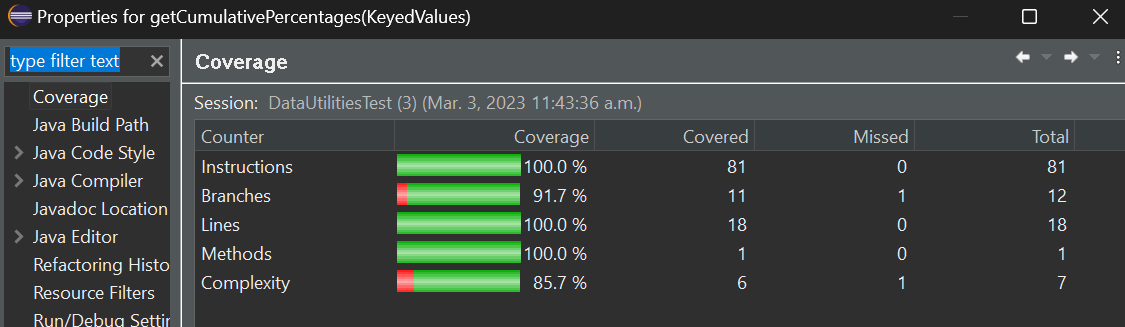 Properties for getCumulativePercentages(KeyedValues)
type filter text
Coverage
Java Build Path
Java Code Style
Java Compiler
Javadoc Location
Java Editor
Refactoring Histo
Resource Filters
Run/Debug Settin
Coverage
Session: DataUtilitiesTest (3) (Mar. 3, 2023 11:43:36 a.m.)
Counter Coverage Covered Missed Total
Instructions 100.0 % 81 0 81
Branches 91.7 % 11 1 12
Lines 100.0 % 18 0 18
Methods 100.0 % 1 0 1
Complexity 85.7 % 6 1 7